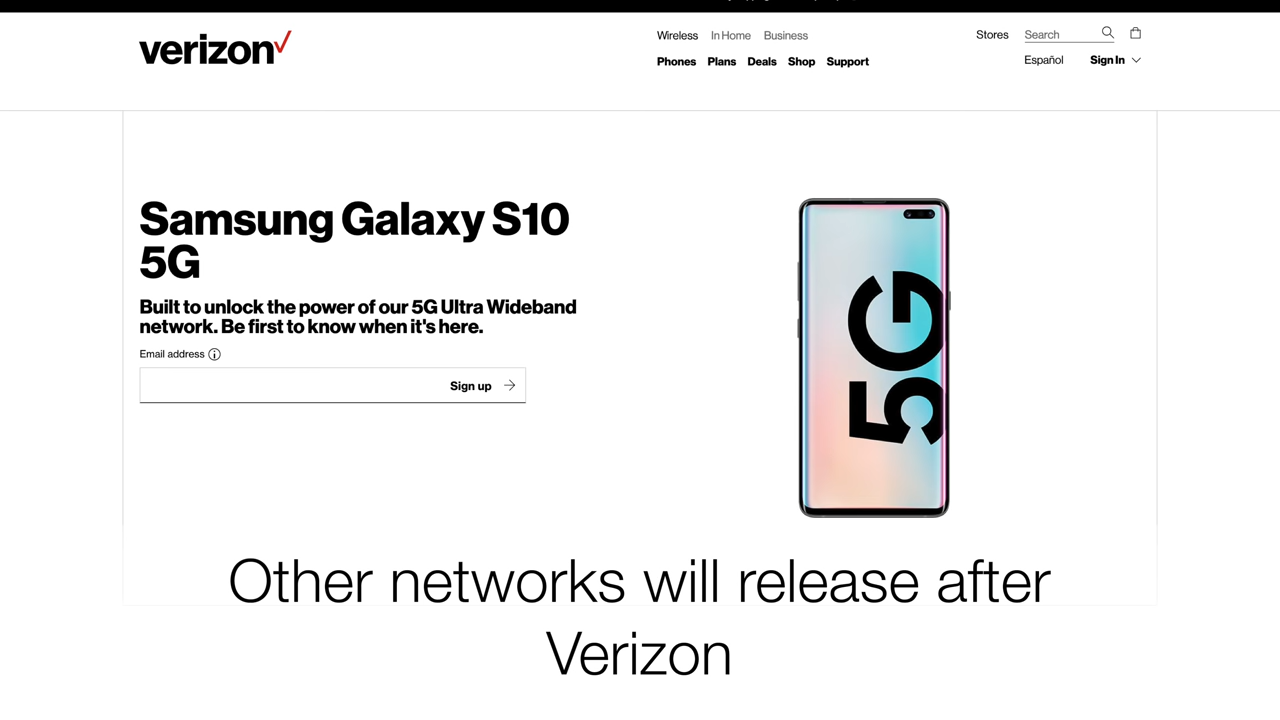 verizon
Wireless In Home Business
Stores
Search
Phones Plans Deals Shop Support
Español
Sign In
Samsung Galaxy S10
5G
Built to unlock the power of our 5G Ultra Wideband
network. Be first to know when it's here.
Email address
Sign up
5G
Other networks will release after
Verizon